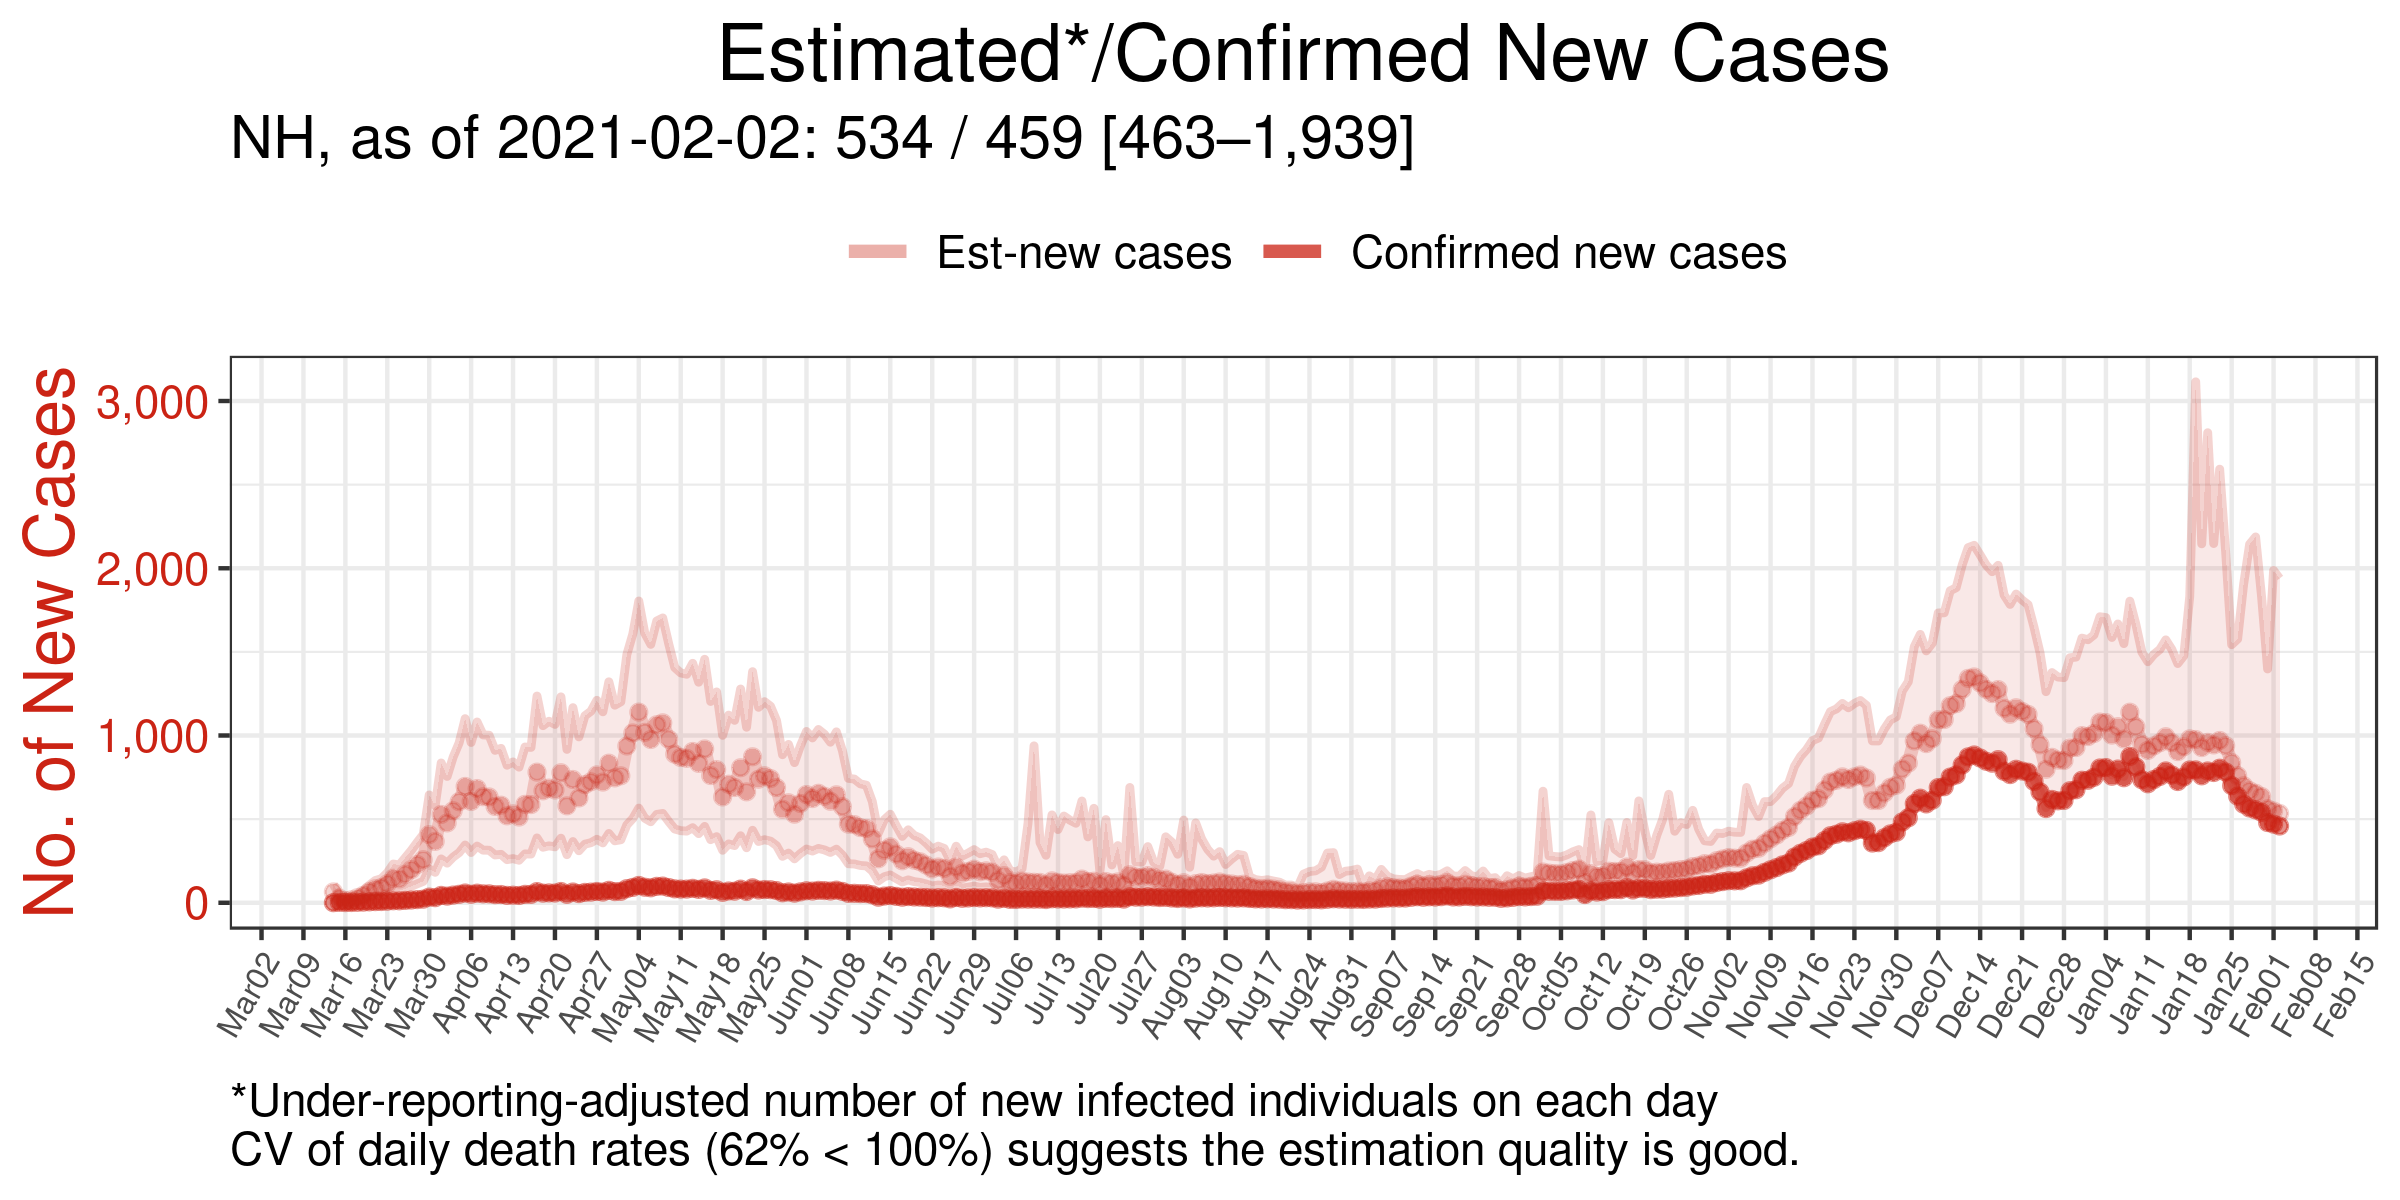 Estimated*/Confirmed New Cases
NH, as of 2021-02-02: 534 / 459 [463–1,939]
Est-new cases Confirmed new cases
No. of New Cases
3,000
2,000
1,000
0
Mar02 Mar09 Mar16 Mar23 Mar30 Apr06 Apr13 Apr20 Apr27 May04 May11 May18 May25 Jun01 Jun08 Jun15 Jun22 Jun29 Jul06 Jul13 Jul20 Jul27 Aug03 Aug10 Aug17 Aug24 Aug31 Sep07 Sep14 Sep21 Sep28 Oct05 Oct12 Oct19 Oct26 Nov02 Nov09 Nov16 Nov23 Nov30 Dec07 Dec14 Dec21 Dec28 Jan04 Jan11 Jan18 Jan25 Feb01 Feb08 Feb15
*Under-reporting-adjusted number of new infected individuals on each day
CV of daily death rates (62% < 100%) suggests the estimation quality is good.